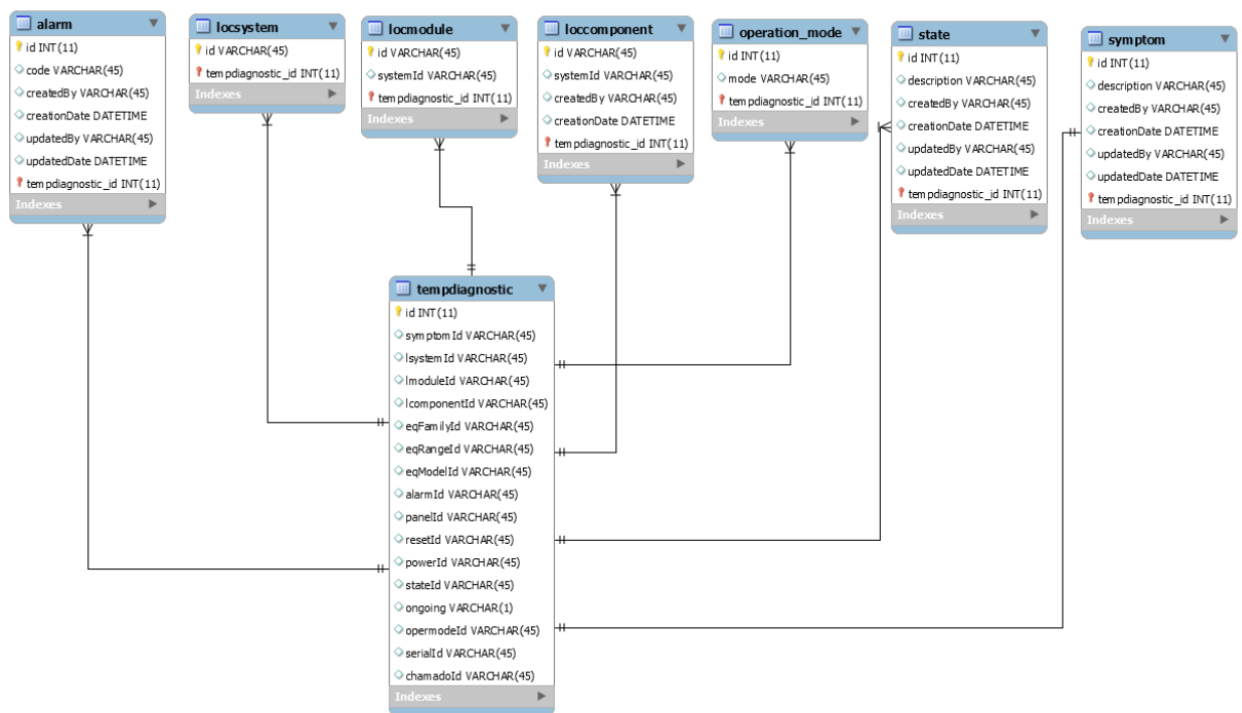 alarm
id INT(11)
code VARCHAR(45)
createdBy VARCHAR(45)
creationDate DATETIME
updatedBy VARCHAR(45)
updatedDate DATETIME
tempdiagnostic_id INT(11)
Indexes
locsystem
id VARCHAR(45)
tempdiagnostic_id INT(11)
Indexes
locmodule
id VARCHAR(45)
systemId VARCHAR(45)
tempdiagnostic_id INT(11)
Indexes
loccomponent
id VARCHAR(45)
systemId VARCHAR(45)
createdBy VARCHAR(45)
creationDate DATETIME
tempdiagnostic_id INT(11)
Indexes
operation_mode
id INT(11)
mode VARCHAR(45)
tempdiagnostic_id INT(11)
Indexes
state
id INT(11)
description VARCHAR(45)
createdBy VARCHAR(45)
creationDate DATETIME
updatedBy VARCHAR(45)
updatedDate DATETIME
tempdiagnostic_id INT(11)
Indexes
symptom
id INT(11)
description VARCHAR(45)
createdBy VARCHAR(45)
creationDate DATETIME
updatedBy VARCHAR(45)
updatedDate DATETIME
tempdiagnostic_id INT(11)
Indexes
tempdiagnostic
id INT(11)
symptomId VARCHAR(45)
lsystemId VARCHAR(45)
lmoduleId VARCHAR(45)
lcomponentId VARCHAR(45)
eqFamilyId VARCHAR(45)
eqRangeId VARCHAR(45)
eqModelId VARCHAR(45)
alarmId VARCHAR(45)
panelId VARCHAR(45)
resetId VARCHAR(45)
powerId VARCHAR(45)
stateId VARCHAR(45)
ongoing VARCHAR(1)
opermodeId VARCHAR(45)
serialId VARCHAR(45)
chamadoId VARCHAR(45)
Indexes